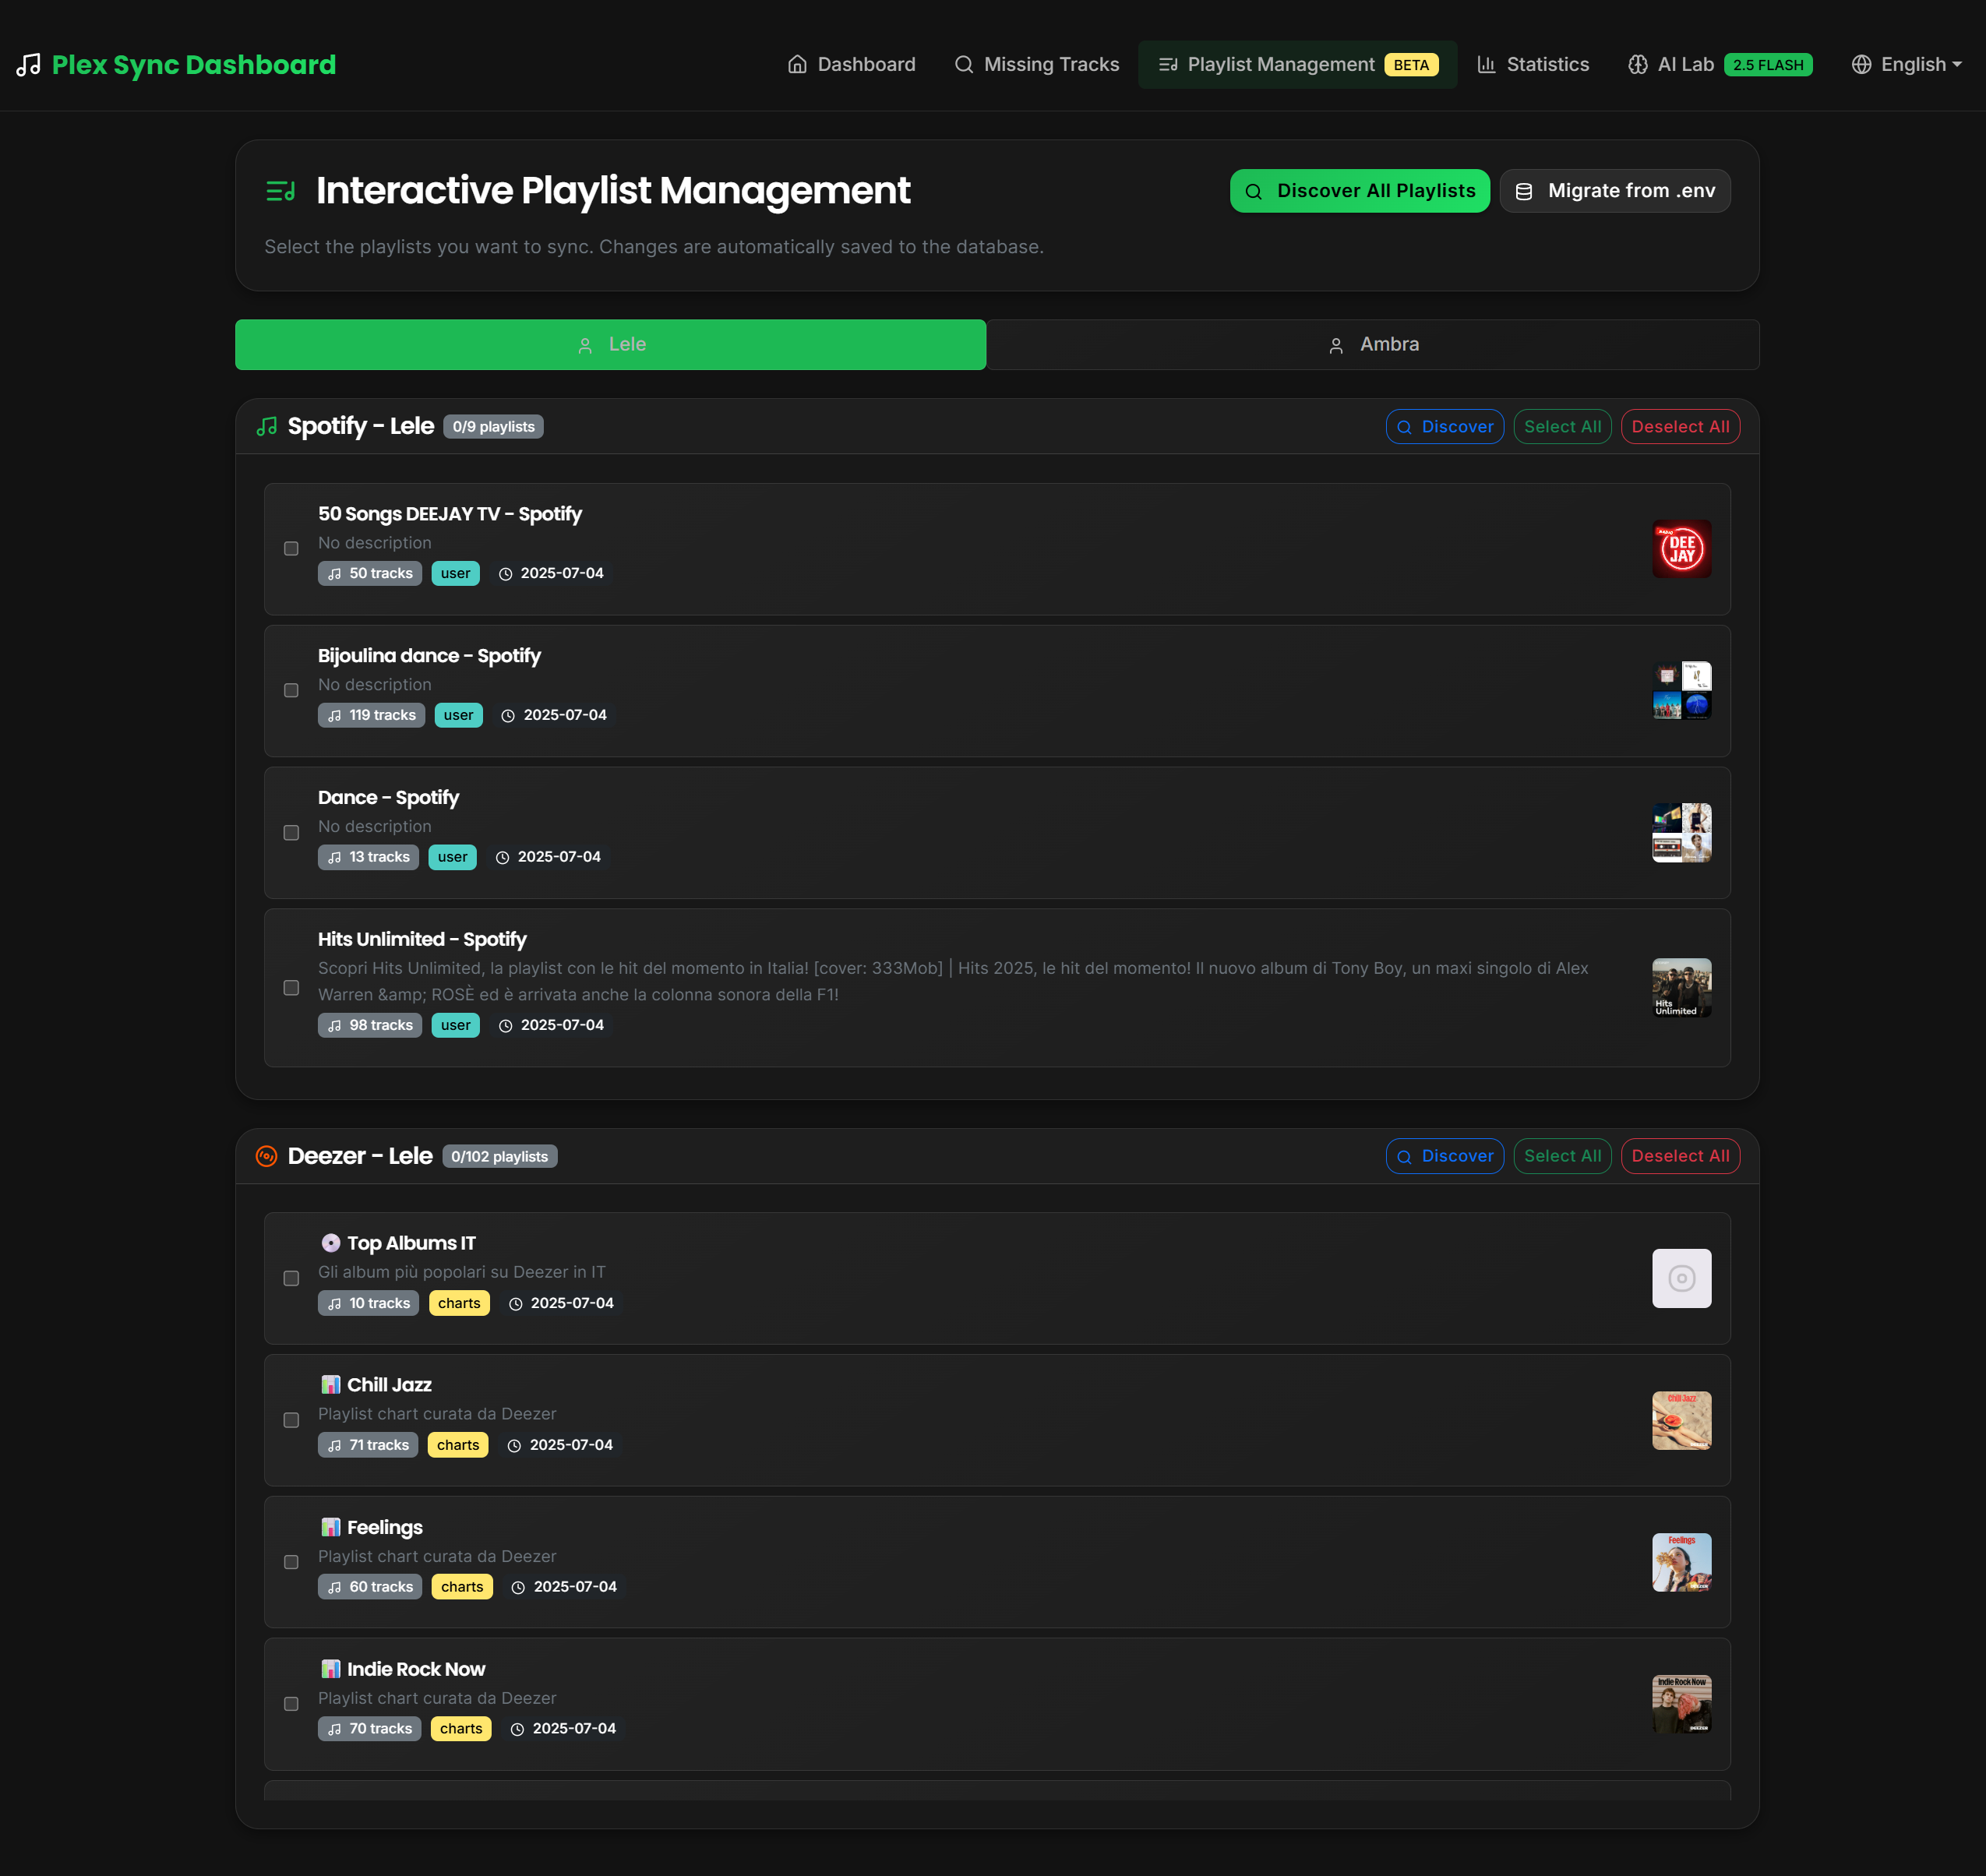 Plex Sync Dashboard
Dashboard
Missing Tracks
Playlist Management BETA
Statistics
AI Lab 2.5 FLASH
English
Interactive Playlist Management
Discover All Playlists
Migrate from .env
Select the playlists you want to sync. Changes are automatically saved to the database.
Lele
Ambra
Spotify - Lele 0/9 playlists
Discover
Select All
Deselect All
50 Songs DEEJAY TV - Spotify
No description
50 tracks user 2025-07-04
DEE
JAY
Bijoulina dance - Spotify
No description
119 tracks user 2025-07-04
Dance - Spotify
No description
13 tracks user 2025-07-04
Hits Unlimited - Spotify
Scopri Hits Unlimited, la playlist con le hit del momento in Italia! [cover: 333Mob] | Hits 2025, le hit del momento! Il nuovo album di Tony Boy, un maxi singolo di Alex
Warren &amp; ROSÈ ed è arrivata anche la colonna sonora della F1!
98 tracks user 2025-07-04
Hits
Unlimited
Deezer - Lele 0/102 playlists
Discover
Select All
Deselect All
Top Albums IT
Gli album più popolari su Deezer in IT
10 tracks charts 2025-07-04
Chill Jazz
Playlist chart curata da Deezer
71 tracks charts 2025-07-04
Chill Jazz
Feelings
Playlist chart curata da Deezer
60 tracks charts 2025-07-04
Feelings
Indie Rock Now
Playlist chart curata da Deezer
70 tracks charts 2025-07-04
Indie Rock Now
DEEZER